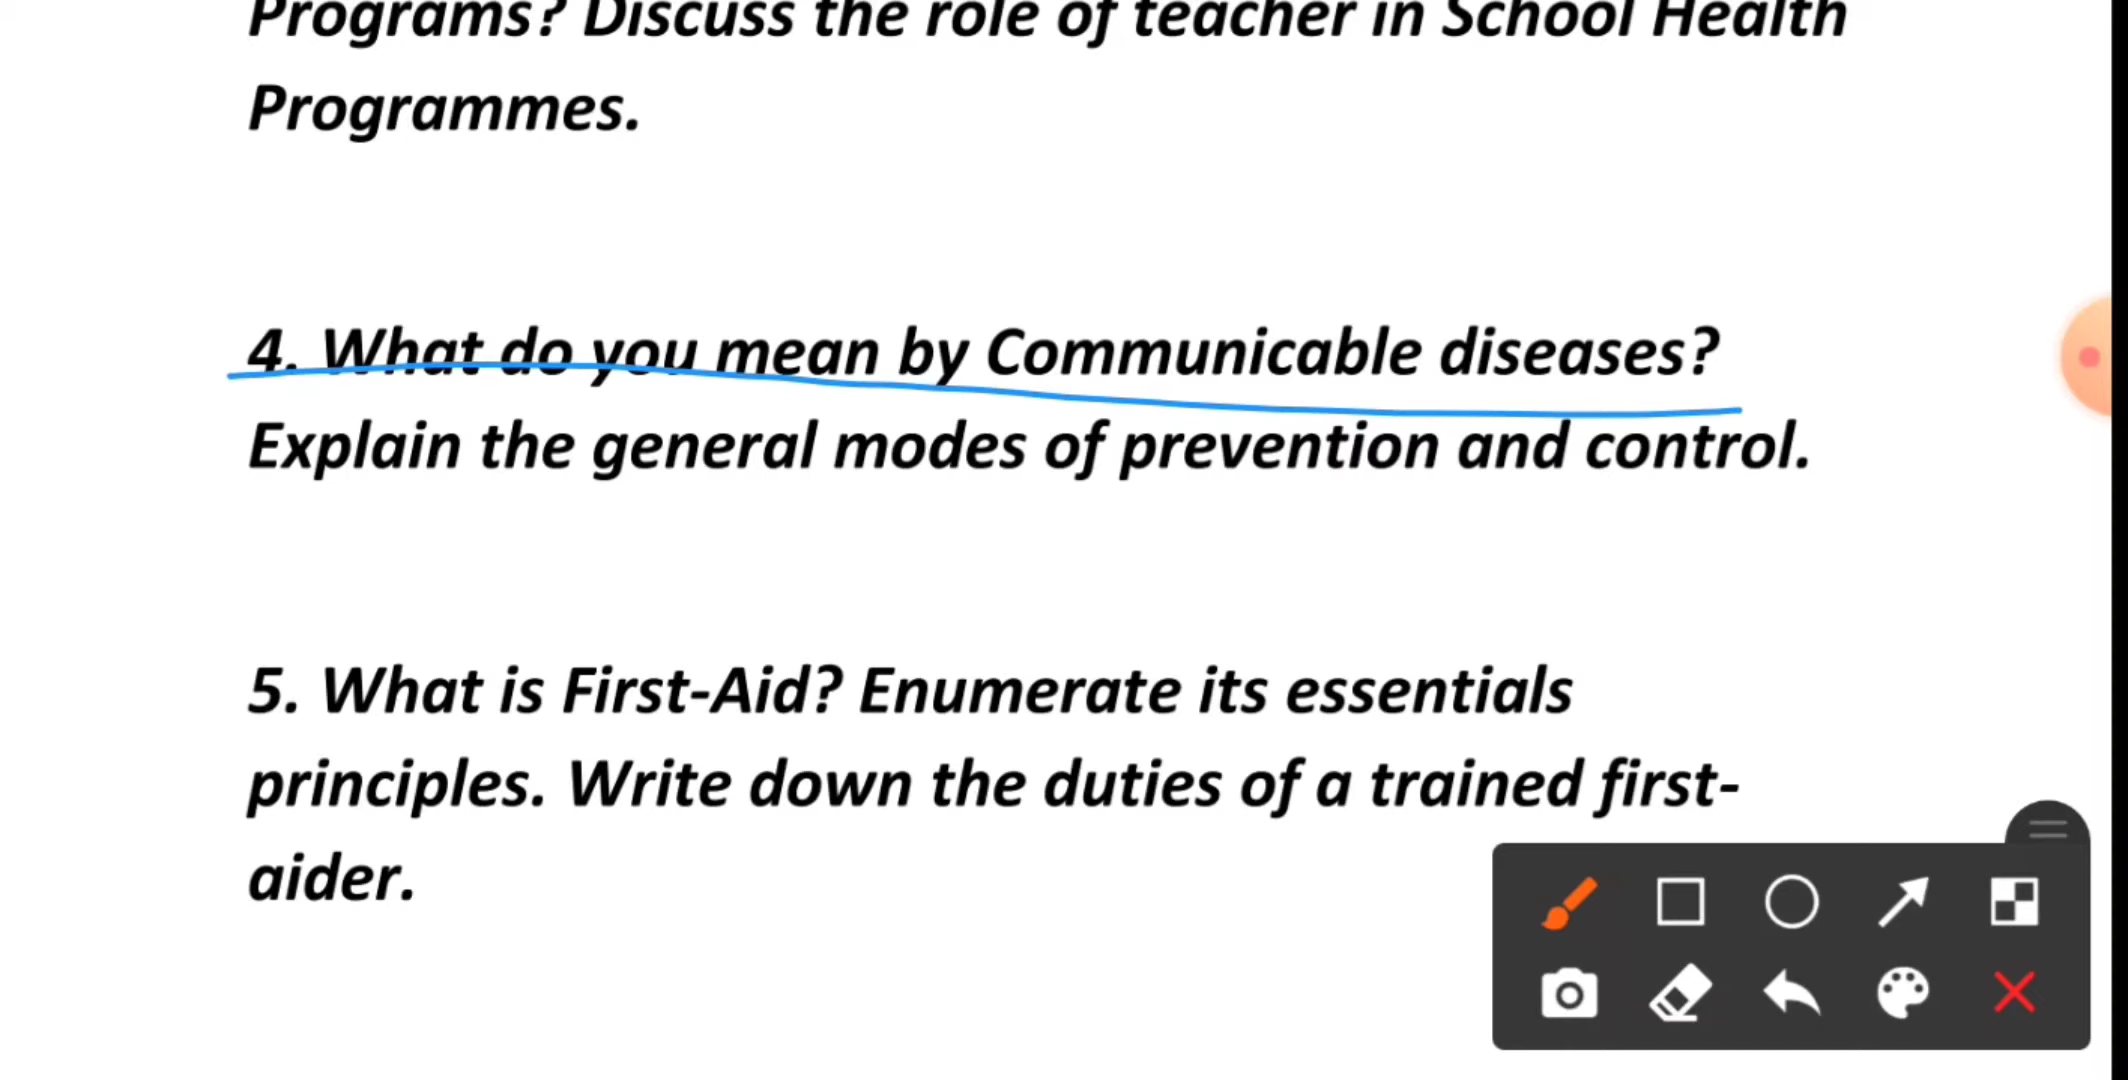 Programs? Discuss the role of teacher in School Health
Programmes.
4. What do you mean by Communicable diseases?
Explain the general modes of prevention and control.
5. What is First-Aid? Enumerate its essentials
principles. Write down the duties of a trained first-
aider.